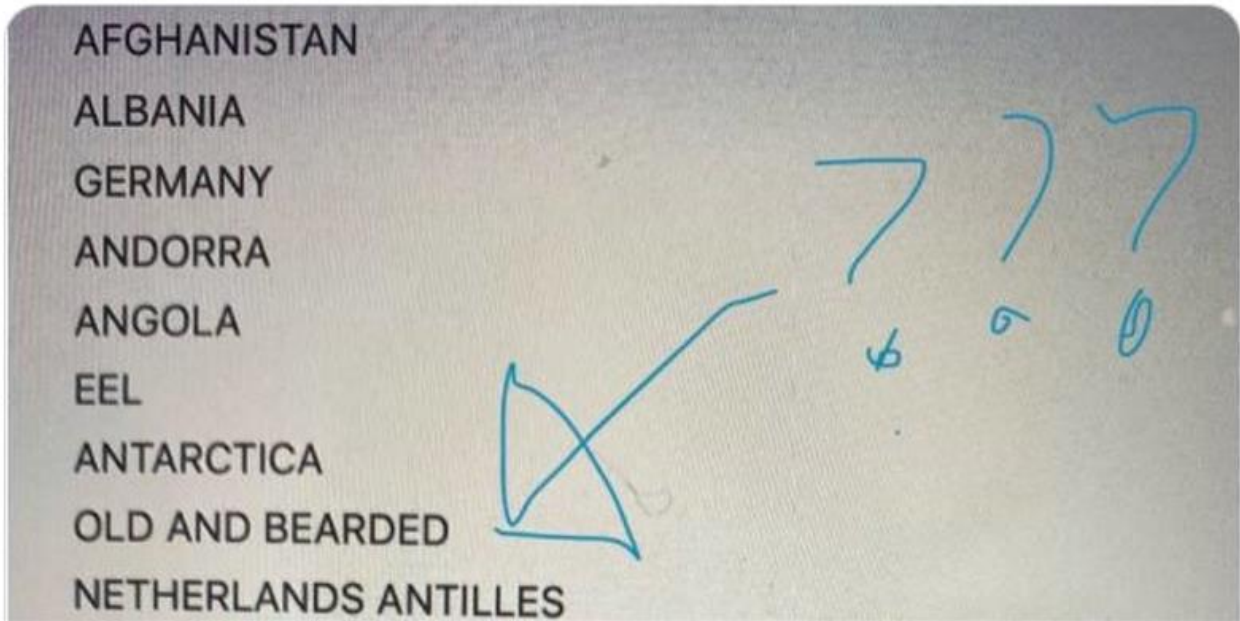 AFGHANISTAN
ALBANIA
GERMANY
ANDORRA
ANGOLA
EEL
ANTARCTICA
OLD AND BEARDED
NETHERLANDS ANTILLES
???